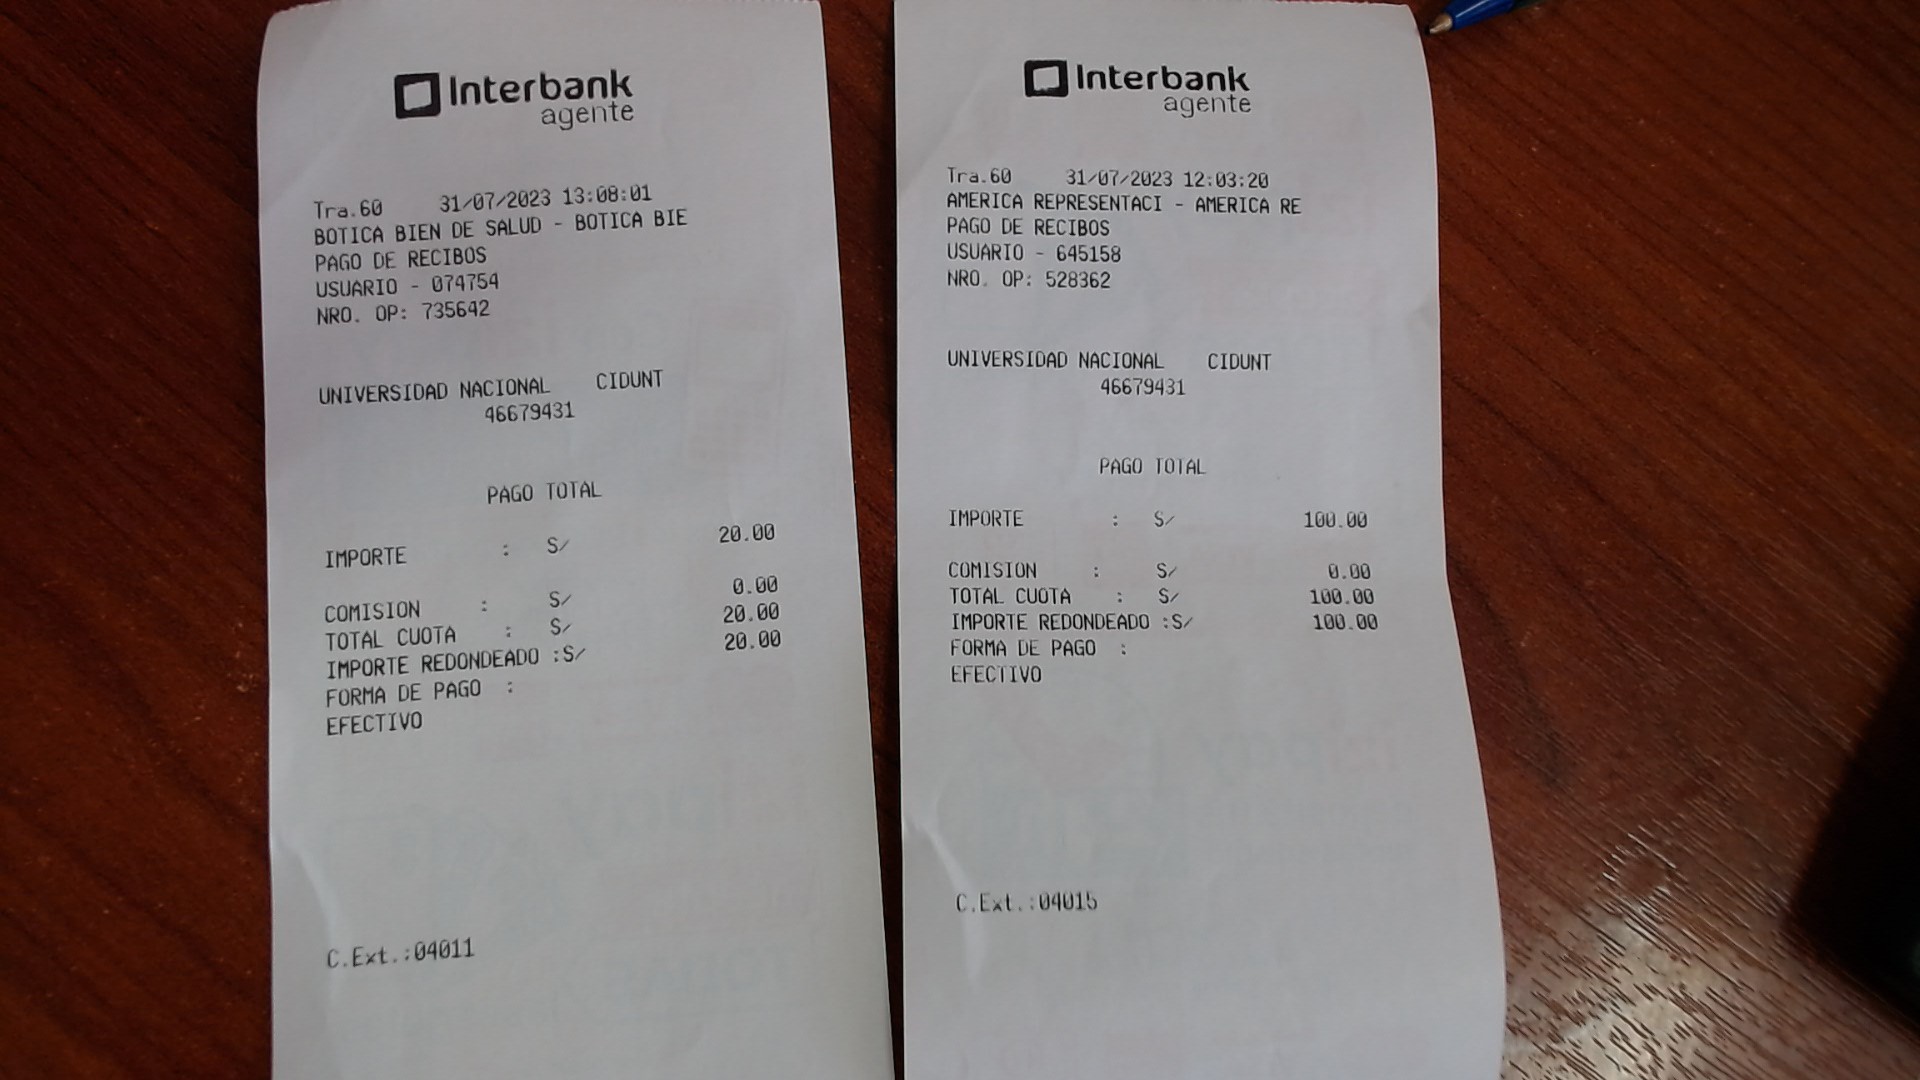 Interbank
agente
Tra.60 31/07/2023 13:08:01
BOTICA BIEN DE SALUD - BOTICA BIE
PAGO DE RECIBOS
USUARIO - 074754
NRO. OP: 735642
UNIVERSIDAD NACIONAL CIDUNT
46679431
PAGO TOTAL
IMPORTE : S/ 20.00
COMISION : S/ 0.00
TOTAL CUOTA : S/ 20.00
IMPORTE REDONDEADO :S/ 20.00
FORMA DE PAGO :
EFECTIVO
C.Ext.:04011
Interbank
agente
Tra.60 31/07/2023 12:03:20
AMERICA REPRESENTACI - AMERICA RE
PAGO DE RECIBOS
USUARIO - 645158
NRO. OP: 528362
UNIVERSIDAD NACIONAL CIDUNT
46679431
PAGO TOTAL
IMPORTE : S/ 100.00
COMISION : S/ 0.00
TOTAL CUOTA : S/ 100.00
IMPORTE REDONDEADO :S/ 100.00
FORMA DE PAGO :
EFECTIVO
C.Ext.:04015